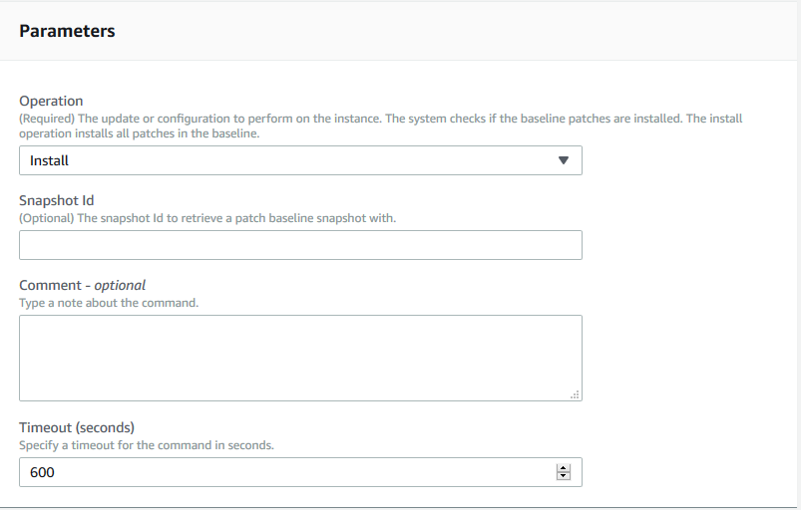 Parameters
Operation
(Required) The update or configuration to perform on the instance. The system checks if the baseline patches are installed. The install
operation installs all patches in the baseline.
Install
Snapshot Id
(Optional) The snapshot Id to retrieve a patch baseline snapshot with.
Comment - optional
Type a note about the command.
Timeout (seconds)
Specify a timeout for the command in seconds.
600